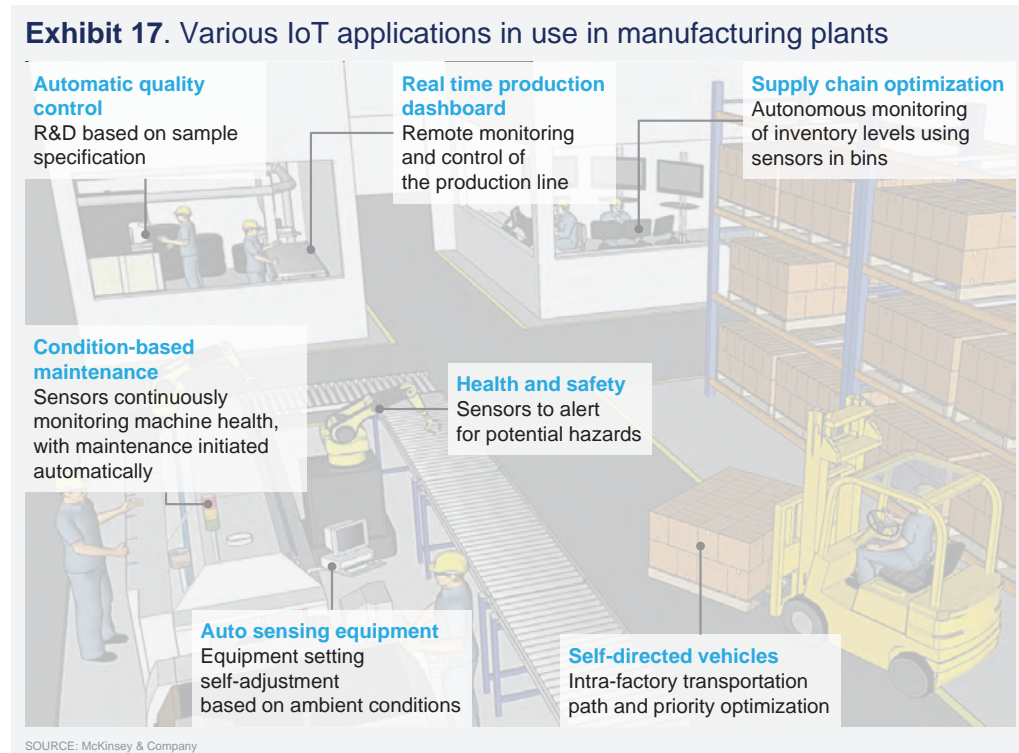 Exhibit 17. Various IoT applications in use in manufacturing plants
Automatic quality
control
R&D based on sample
specification
Real time production
dashboard
Remote monitoring
and control of
the production line
Supply chain optimization
Autonomous monitoring
of inventory levels using
sensors in bins
Condition-based
maintenance
Sensors continuously
monitoring machine health,
with maintenance initiated
automatically
Health and safety
Sensors to alert
for potential hazards
Auto sensing equipment
Equipment setting
self-adjustment
based on ambient conditions
Self-directed vehicles
Intra-factory transportation
path and priority optimization
SOURCE: McKinsey & Company